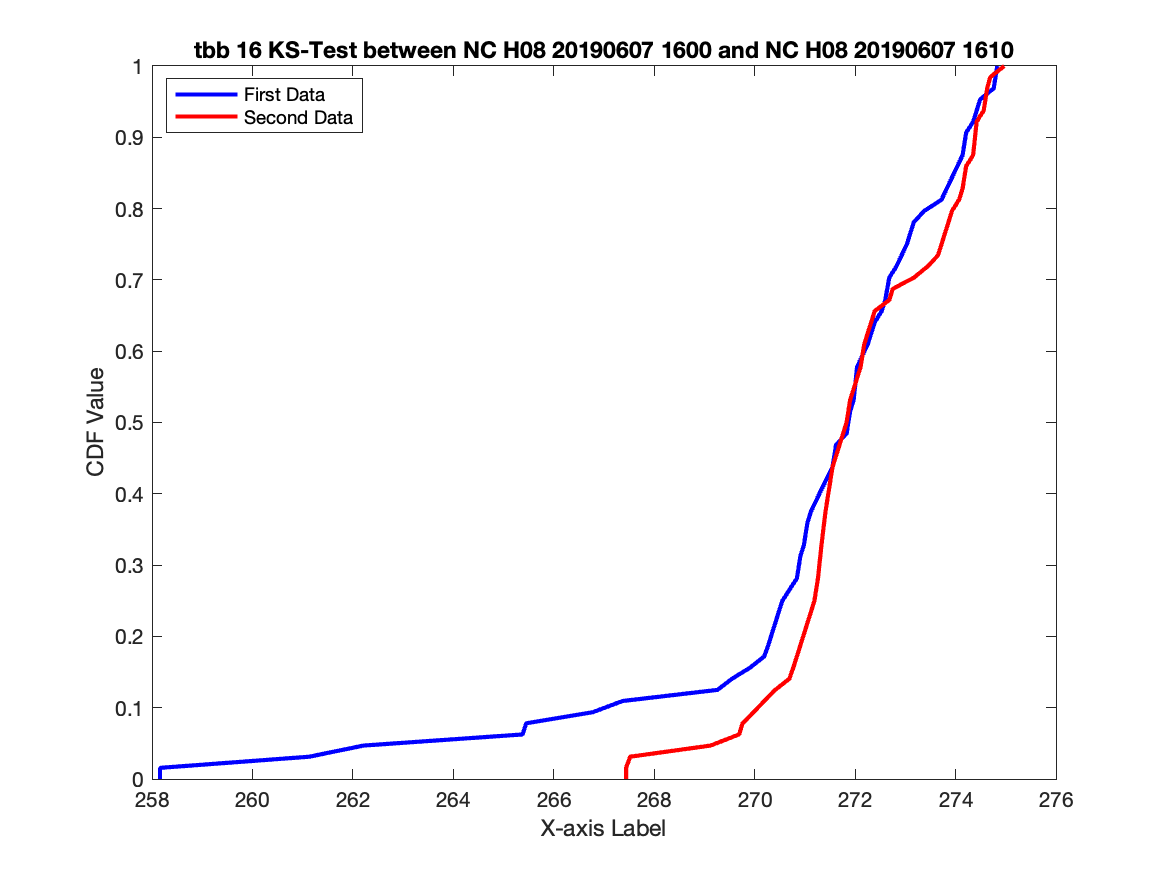 tbb 16 KS-Test between NC H08 20190607 1600 and NC H08 20190607 1610
First Data
Second Data
1
0.9
0.8
0.7
0.6
0.5
0.4
0.3
0.2
0.1
0
CDF Value
258 260 262 264 266 268 270 272 274 276
X-axis Label